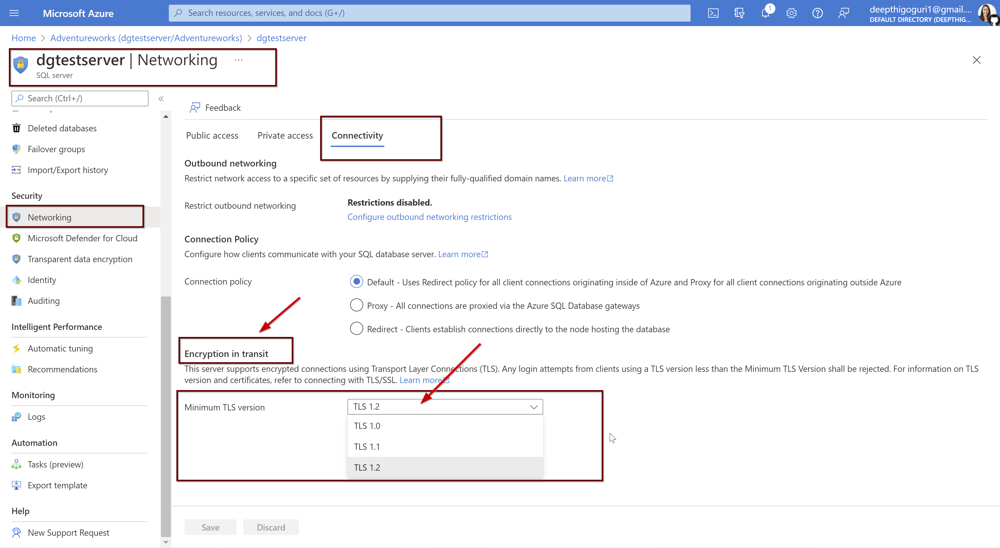 Microsoft Azure
Search resources, services, and docs (G+/)
1
deepthigoguri1@gmail....
DEFAULT DIRECTORY (DEEPTHIG...
Home > Adventureworks (dgtestserver/Adventureworks) > dgtestserver
dgtestserver | Networking ...
SQL server
Search (Ctrl+/)
«
Deleted databases
Failover groups
Import/Export history
Security
Networking
Microsoft Defender for Cloud
Transparent data encryption
Identity
Auditing
Intelligent Performance
Automatic tuning
Recommendations
Monitoring
Logs
Automation
Tasks (preview)
Export template
Help
New Support Request
Feedback
Public access Private access Connectivity
Outbound networking
Restrict network access to a specific set of resources by supplying their fully-qualified domain names. Learn more
Restrict outbound networking
Restrictions disabled.
Configure outbound networking restrictions
Connection Policy
Configure how clients communicate with your SQL database server. Learn more
Connection policy
Default - Uses Redirect policy for all client connections originating inside of Azure and Proxy for all client connections originating outside Azure
Proxy - All connections are proxied via the Azure SQL Database gateways
Redirect - Clients establish connections directly to the node hosting the database
Encryption in transit
This server supports encrypted connections using Transport Layer Connections (TLS). Any login attempts from clients using a TLS version less than the Minimum TLS Version shall be rejected. For information on TLS
version and certificates, refer to connecting with TLS/SSL. Learn more
Minimum TLS version
TLS 1.2
TLS 1.0
TLS 1.1
TLS 1.2
Save Discard